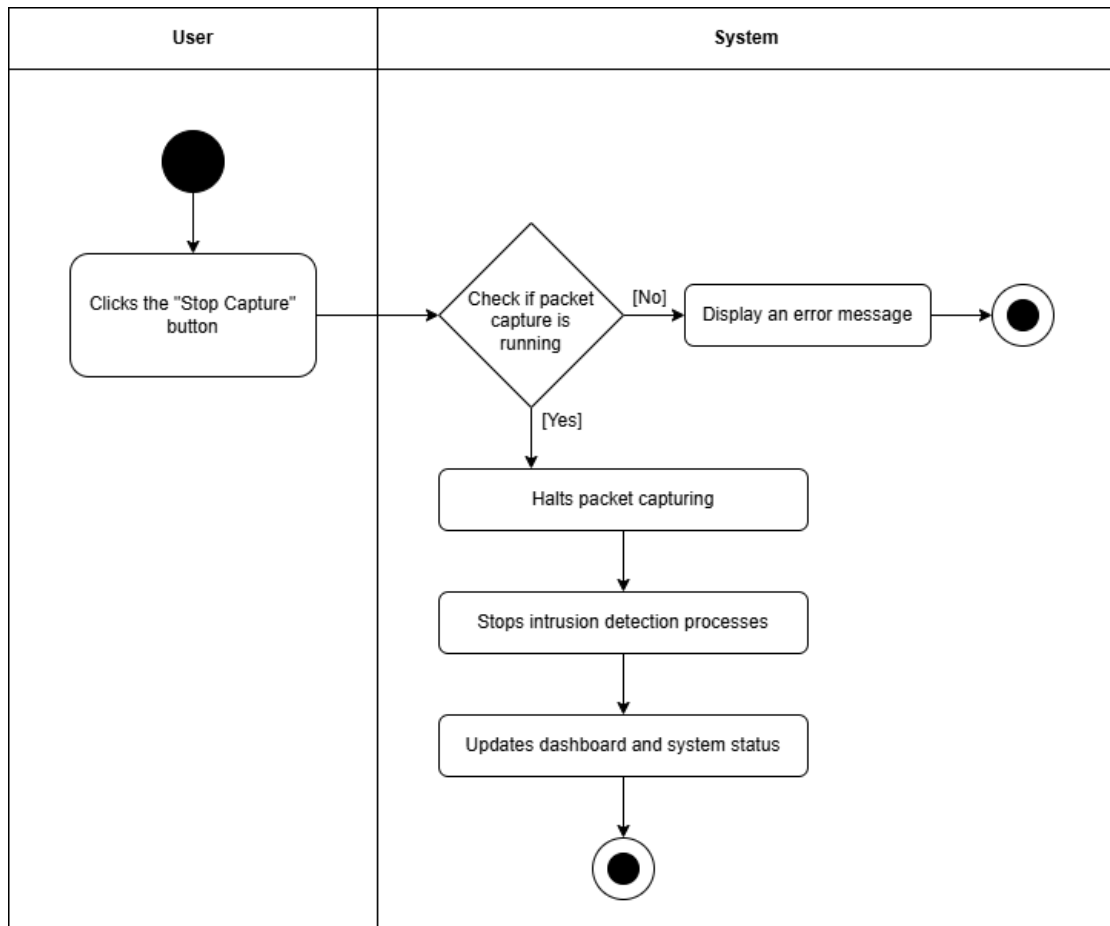 User
System
Clicks the "Stop Capture"
button
Check if packet
capture is
running
[No]
Display an error message
[Yes]
Halts packet capturing
Stops intrusion detection processes
Updates dashboard and system status